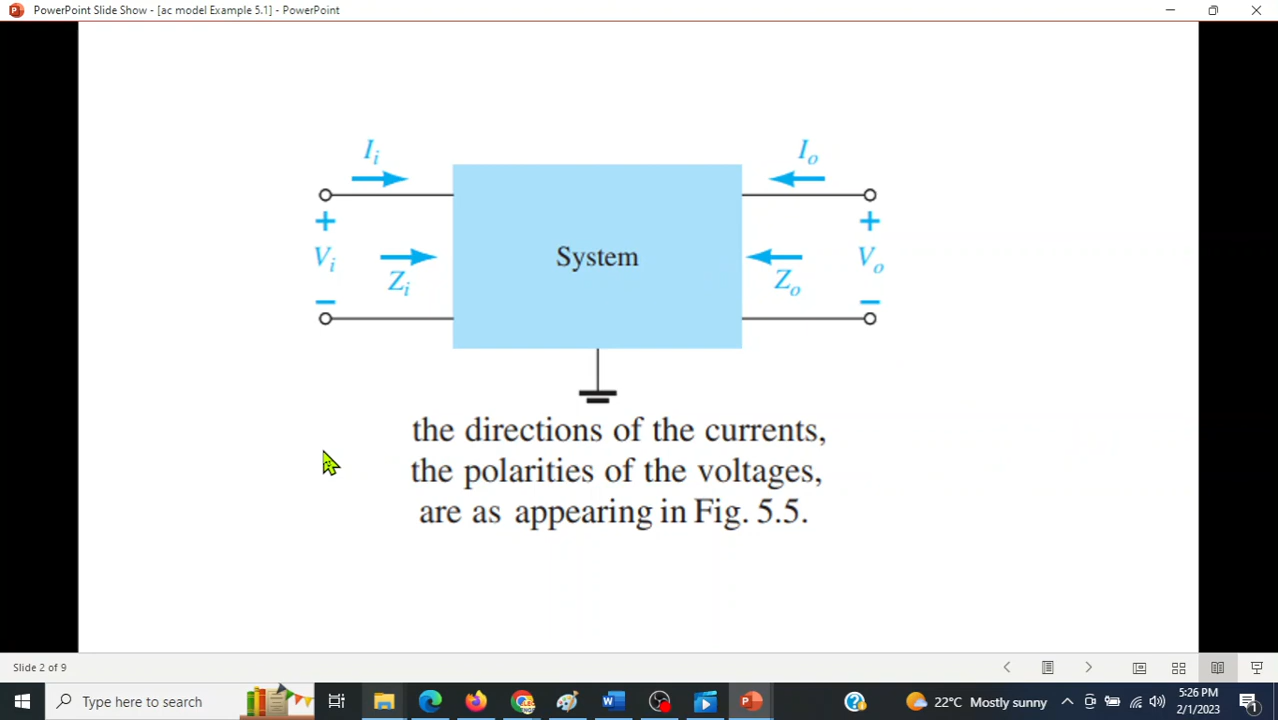 PowerPoint Slide Show - [ac model Example 5.1] - PowerPoint
Ii
Io
+
+
Vi
Zi
System
Zo
Vo
−
−
the directions of the currents,
the polarities of the voltages,
are as appearing in Fig. 5.5.
Slide 2 of 9
Type here to search
22°C Mostly sunny
5:26 PM
2/1/2023
1